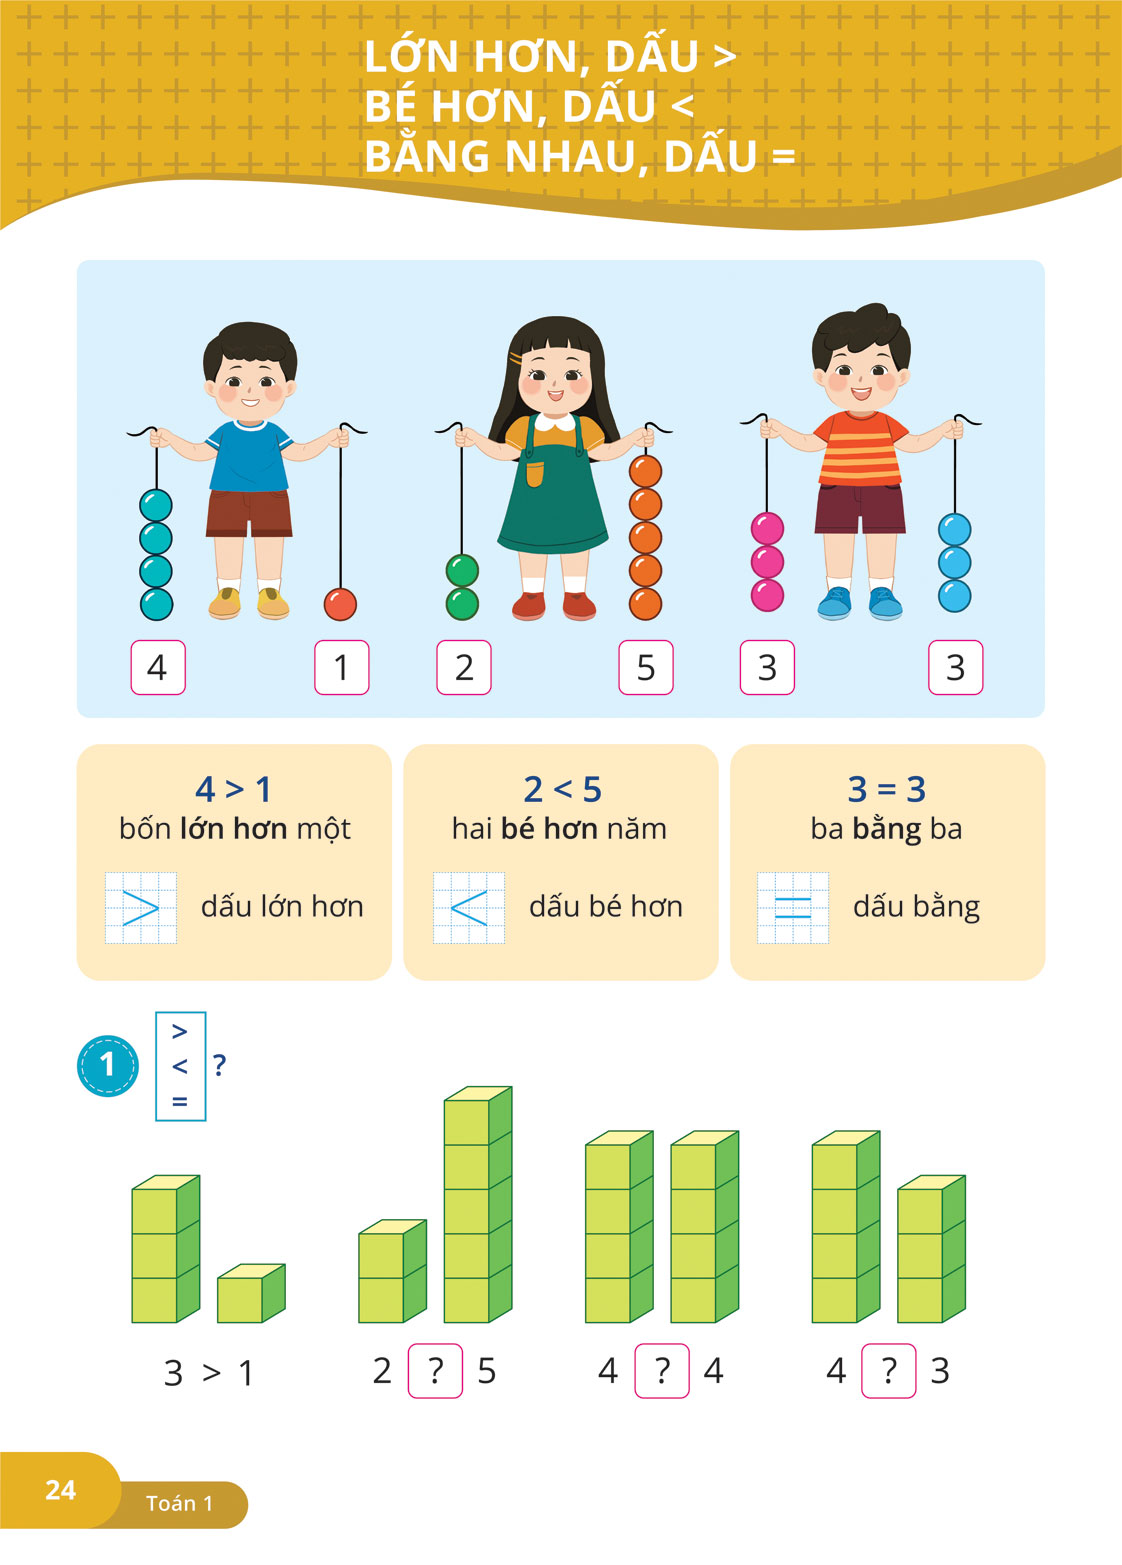 LỚN HƠN, DẤU >
BÉ HƠN, DẤU <
BẰNG NHAU, DẤU =
4 1 2 5 3 3
4 > 1
bốn lớn hơn một
> dấu lớn hơn
2 < 5
hai bé hơn năm
< dấu bé hơn
3 = 3
ba bằng ba
= dấu bằng
1
>
< ?
=
3 > 1
2 ? 5
4 ? 4
4 ? 3
24
Toán 1